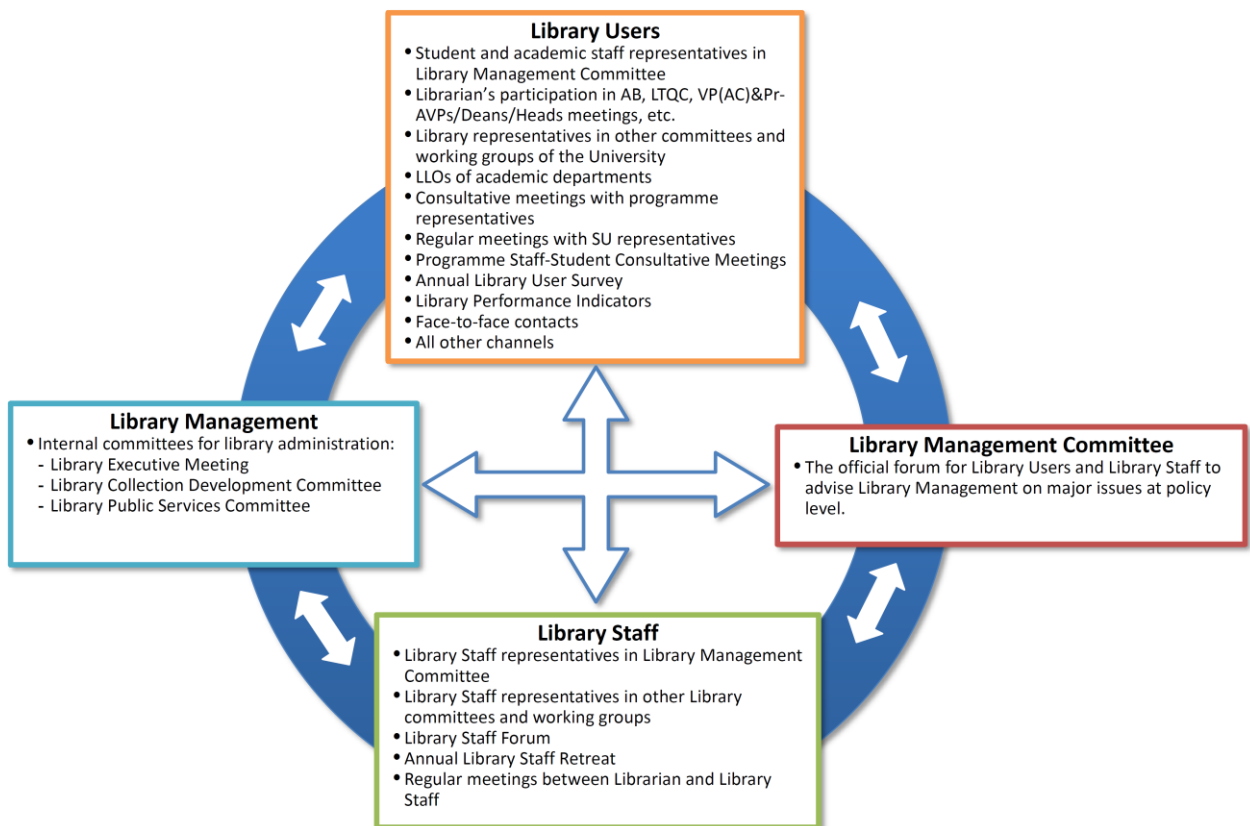 Library Users
• Student and academic staff representatives in
Library Management Committee
• Librarian’s participation in AB, LTQC, VP(AC)&Pr-
AVPs/Deans/Heads meetings, etc.
• Library representatives in other committees and
working groups of the University
• LLOs of academic departments
• Consultative meetings with programme
representatives
• Regular meetings with SU representatives
• Programme Staff-Student Consultative Meetings
• Annual Library User Survey
• Library Performance Indicators
• Face-to-face contacts
• All other channels
Library Management
• Internal committees for library administration:
- Library Executive Meeting
- Library Collection Development Committee
- Library Public Services Committee
Library Management Committee
• The official forum for Library Users and Library Staff to
advise Library Management on major issues at policy
level.
Library Staff
• Library Staff representatives in Library Management
Committee
• Library Staff representatives in other Library
committees and working groups
• Library Staff Forum
• Annual Library Staff Retreat
• Regular meetings between Librarian and Library
Staff